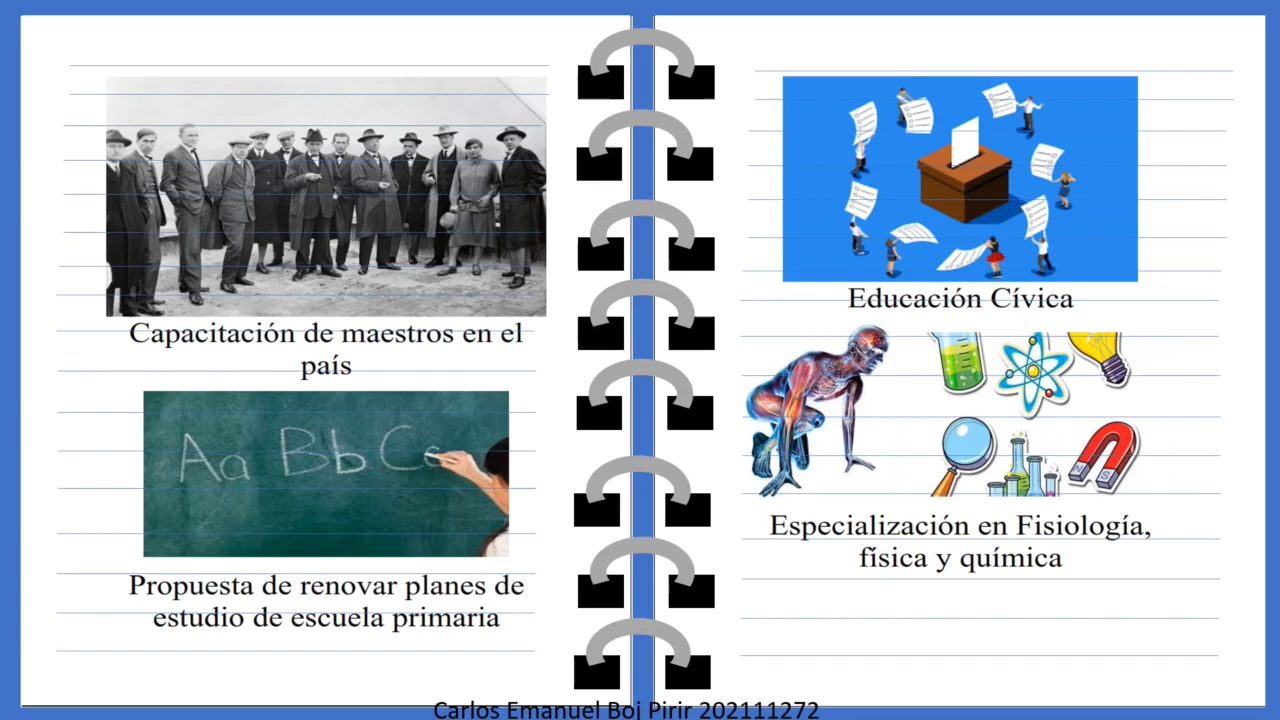 Capacitación de maestros en el
país
Aa Bb Cc
Propuesta de renovar planes de
estudio de escuela primaria
Educación Cívica
Especialización en Fisiología,
física y química
Carlos Emanuel Boj Pirir 202111272